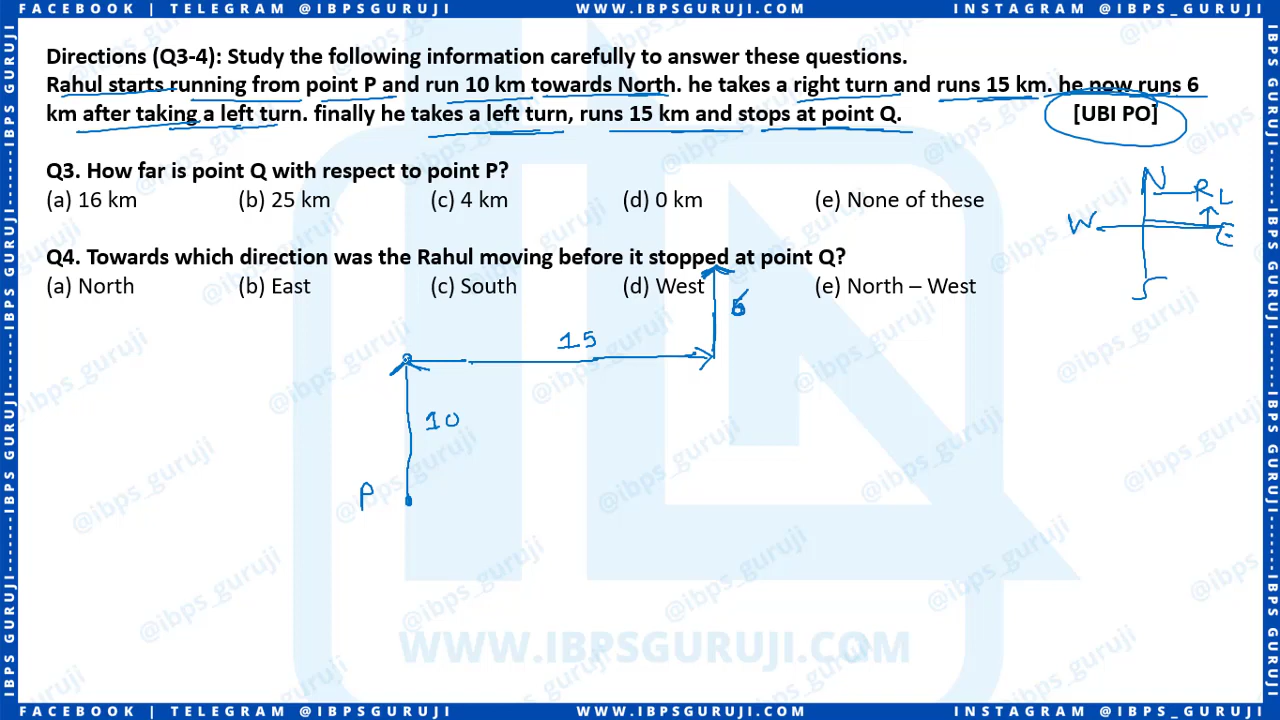 FACEBOOK | TELEGRAM @IBPSGURUJI WWW.IBPSGURUJI.COM INSTAGRAM @IBPS_GURUJI
Directions (Q3-4): Study the following information carefully to answer these questions.
Rahul starts running from point P and run 10 km towards North. he takes a right turn and runs 15 km. he now runs 6
km after taking a left turn. finally he takes a left turn, runs 15 km and stops at point Q. [UBI PO]
Q3. How far is point Q with respect to point P?
(a) 16 km (b) 25 km (c) 4 km (d) 0 km (e) None of these
N R L
W E
S
Q4. Towards which direction was the Rahul moving before it stopped at point Q?
(a) North (b) East (c) South (d) West (e) North – West
6
15
10
P
WWW.IBPSGURUJI.COM
@ibps_guruji
IBPS GURUJI-----IBPS GURUJI-----IBPS GURUJI-----IBPS GURUJI
IBPS GURUJI-----IBPS GURUJI-----IBPS GURUJI-----IBPS GURUJI
FACEBOOK | TELEGRAM @IBPSGURUJI WWW.IBPSGURUJI.COM INSTAGRAM @IBPS_GURUJI